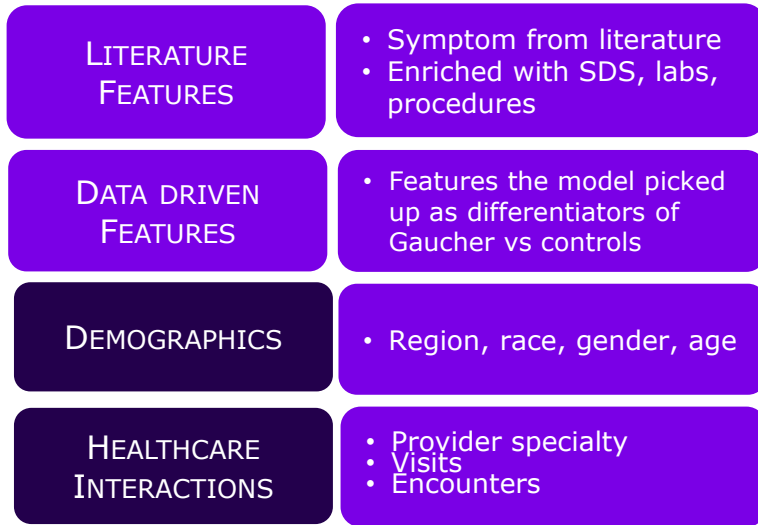 LITERATURE
FEATURES
• Symptom from literature
• Enriched with SDS, labs,
procedures
DATA DRIVEN
FEATURES
• Features the model picked
up as differentiators of
Gaucher vs controls
DEMOGRAPHICS
• Region, race, gender, age
HEALTHCARE
INTERACTIONS
• Provider specialty
• Visits
• Encounters